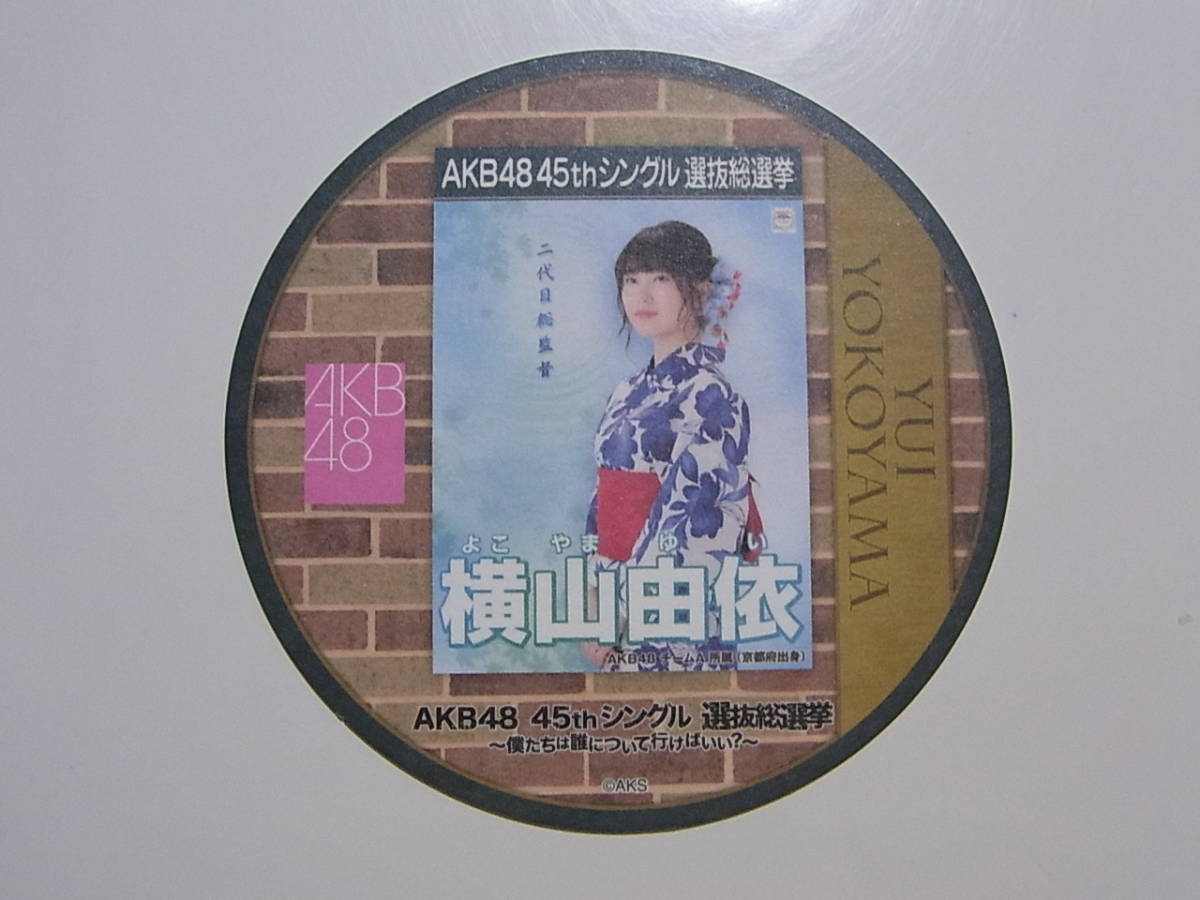 AKB48 45thシングル 選抜総選挙
二代目総監督
AKB
48
YUI
YOKOYAMA
よこ やま ゆ い
横山由依
AKB48 チームA 所属（京都府出身）
AKB48 45thシングル 選抜総選挙
～僕たちは誰について行けばいい?～
©AKS